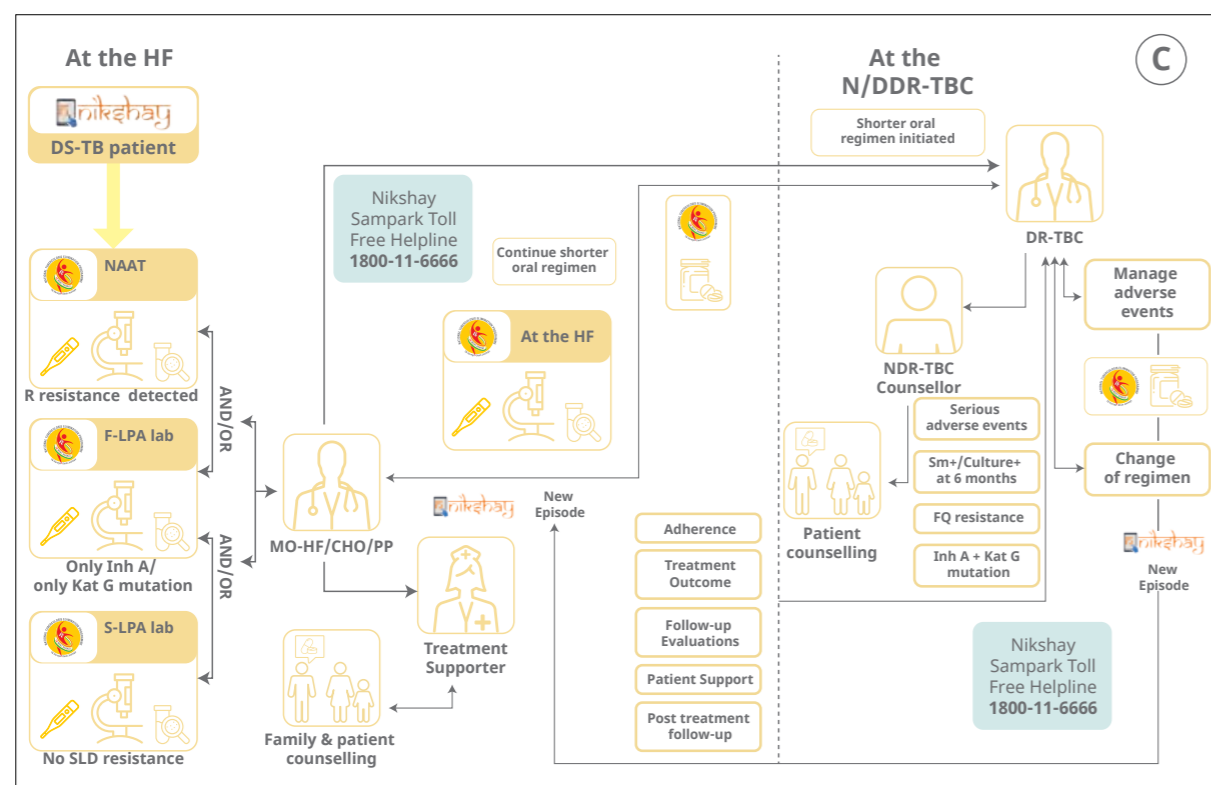 At the HF
nikshay
DS-TB patient
NAAT
R resistance detected
AND/OR
F-LPA lab
Only Inh A/
only Kat G mutation
AND/OR
S-LPA lab
No SLD resistance
Nikshay
Sampark Toll
Free Helpline
1800-11-6666
Continue shorter
oral regimen
At the HF
MO-HF/CHO/PP
nikshay
New
Episode
Treatment
Supporter
Family & patient
counselling
Adherence
Treatment
Outcome
Follow-up
Evaluations
Patient Support
Post treatment
follow-up
At the
N/DDR-TBC
C
Shorter oral
regimen initiated
DR-TBC
NDR-TBC
Counsellor
Patient
counselling
Serious
adverse events
Sm+/Culture+
at 6 months
FQ resistance
Inh A + Kat G
mutation
Manage
adverse
events
Change
of regimen
nikshay
New
Episode
Nikshay
Sampark Toll
Free Helpline
1800-11-6666